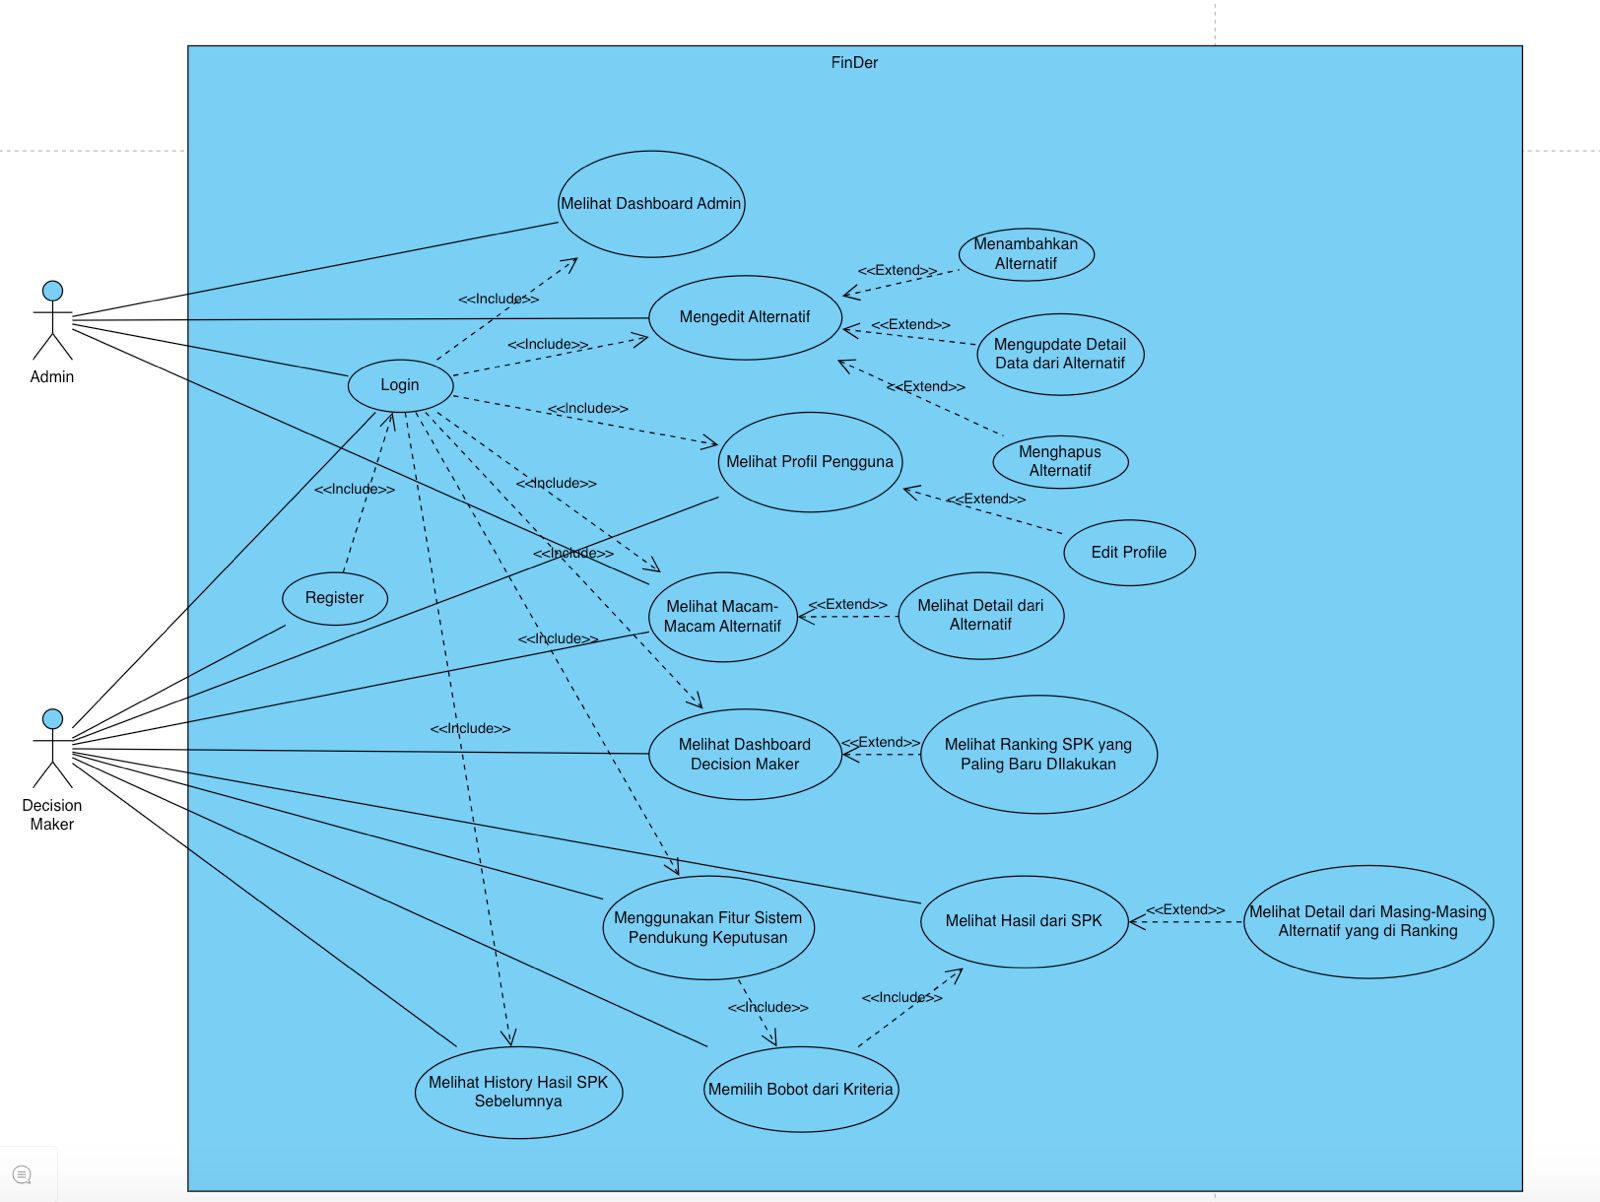 FinDer
Melihat Dashboard Admin
Menambahkan
Alternatif
<<Extend>>
<<Include>>
Mengedit Alternatif
<<Extend>>
Mengupdate Detail
Data dari Alternatif
<<Include>>
Admin
Login
<<Extend>>
<<Include>>
Menghapus
Alternatif
Melihat Profil Pengguna
<<Include>>
<<Include>>
<<Extend>>
Edit Profile
<<Include>>
Register
Melihat Macam-
Macam Alternatif
<<Extend>>
Melihat Detail dari
Alternatif
<<Include>>
<<Include>>
Melihat Dashboard
Decision Maker
<<Extend>>
Melihat Ranking SPK yang
Paling Baru DIlakukan
Decision
Maker
Menggunakan Fitur Sistem
Pendukung Keputusan
Melihat Hasil dari SPK
<<Extend>>
Melihat Detail dari Masing-Masing
Alternatif yang di Ranking
<<Include>>
<<Include>>
Melihat History Hasil SPK
Sebelumnya
Memilih Bobot dari Kriteria